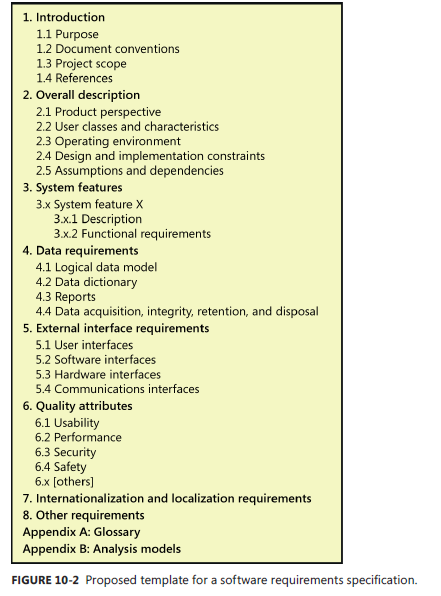 1. Introduction
1.1 Purpose
1.2 Document conventions
1.3 Project scope
1.4 References
2. Overall description
2.1 Product perspective
2.2 User classes and characteristics
2.3 Operating environment
2.4 Design and implementation constraints
2.5 Assumptions and dependencies
3. System features
3.x System feature X
3.x.1 Description
3.x.2 Functional requirements
4. Data requirements
4.1 Logical data model
4.2 Data dictionary
4.3 Reports
4.4 Data acquisition, integrity, retention, and disposal
5. External interface requirements
5.1 User interfaces
5.2 Software interfaces
5.3 Hardware interfaces
5.4 Communications interfaces
6. Quality attributes
6.1 Usability
6.2 Performance
6.3 Security
6.4 Safety
6.x [others]
7. Internationalization and localization requirements
8. Other requirements
Appendix A: Glossary
Appendix B: Analysis models
FIGURE 10-2 Proposed template for a software requirements specification.